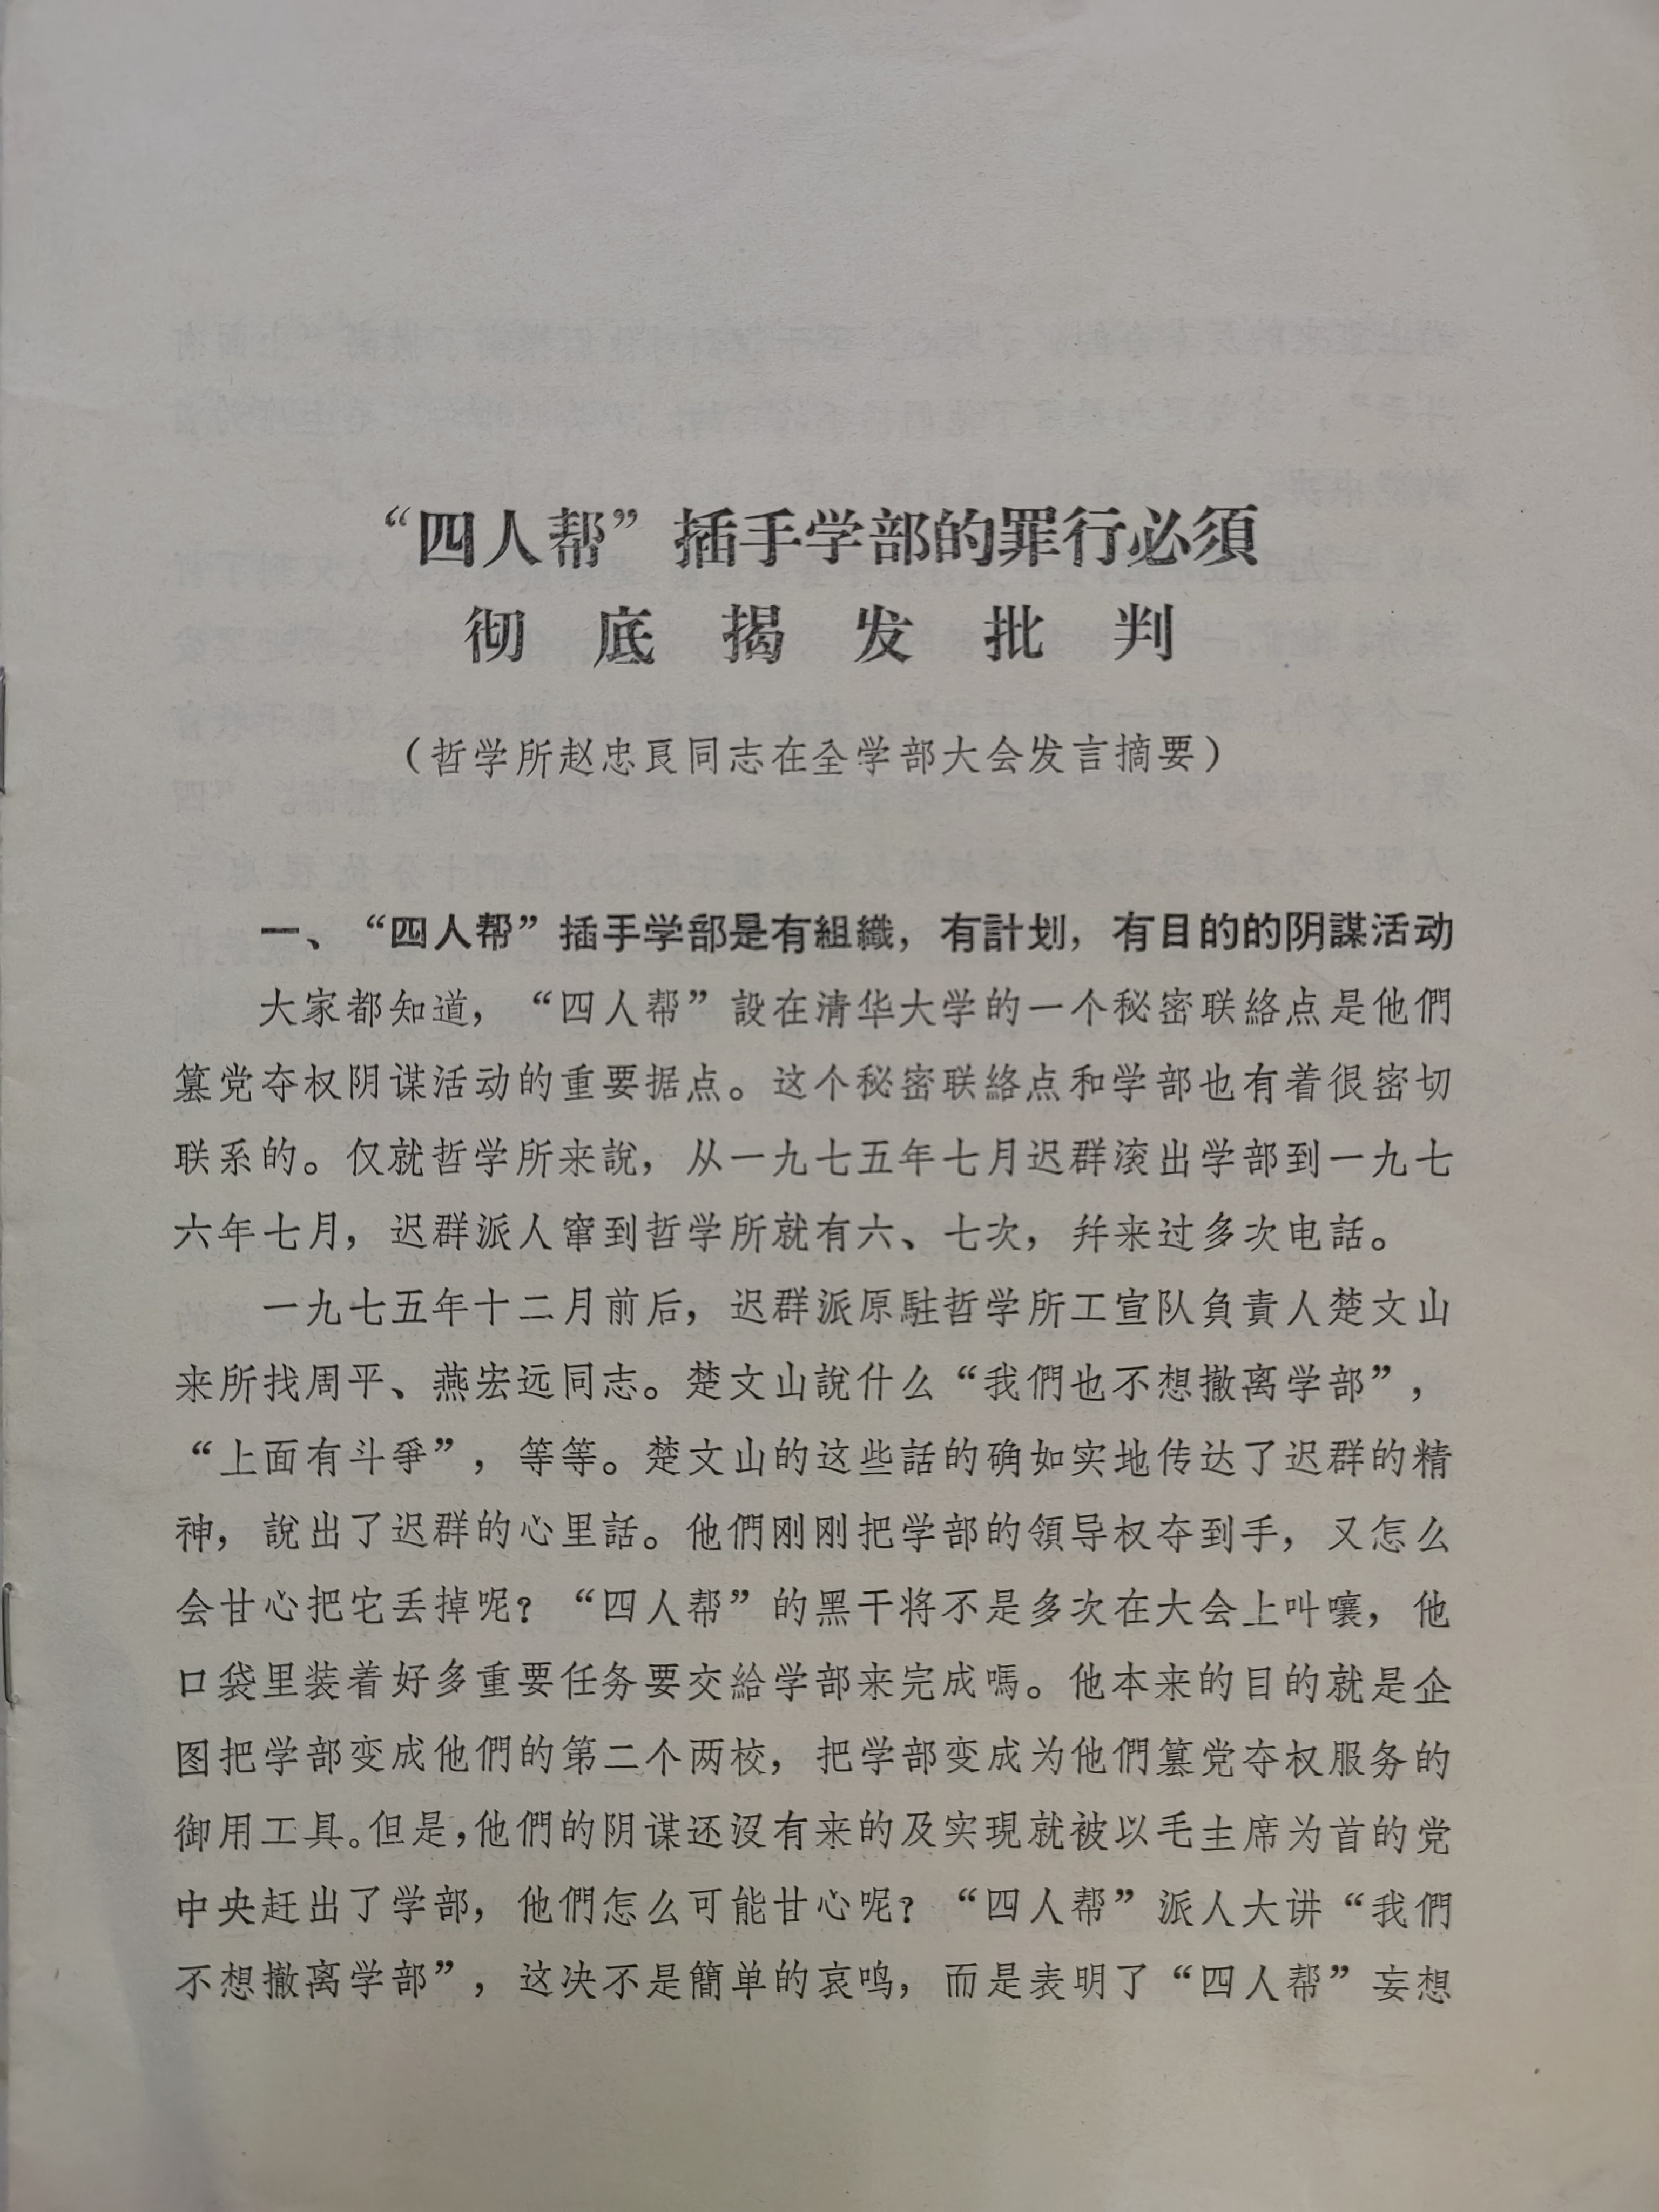 “四人帮”插手学部的罪行必須
彻底揭发批判
（哲学所赵忠良同志在全学部大会发言摘要）
一、“四人帮”插手学部是有組織，有計划，有目的的阴謀活动
大家都知道，“四人帮”設在清华大学的一个秘密联絡点是他們
篡党夺权阴谋活动的重要据点。这个秘密联絡点和学部也有着很密切
联系的。仅就哲学所来說，从一九七五年七月迟群滚出学部到一九七
六年七月，迟群派人窜到哲学所就有六、七次，幷来过多次电話。
一九七五年十二月前后，迟群派原駐哲学所工宣队負責人楚文山
来所找周平、燕宏远同志。楚文山說什么“我們也不想撤离学部”，
“上面有斗爭”，等等。楚文山的这些話的确如实地传达了迟群的精
神，說出了迟群的心里話。他們刚刚把学部的領导权夺到手，又怎么
会甘心把它丢掉呢？“四人帮”的黑干将不是多次在大会上叫嚷，他
口袋里装着好多重要任务要交給学部来完成嗎。他本来的目的就是企
图把学部变成他們的第二个两校，把学部变成为他們篡党夺权服务的
御用工具。但是，他們的阴谋还沒有来的及实現就被以毛主席为首的党
中央赶出了学部，他們怎么可能甘心呢？“四人帮”派人大讲“我們
不想撤离学部”，这决不是簡单的哀鸣，而是表明了“四人帮”妄想